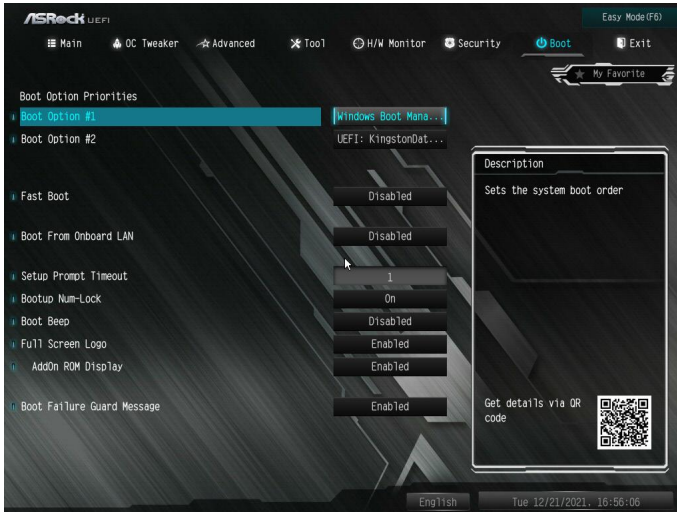 ASRock UEFI
Easy Mode(F6)
Main OC Tweaker Advanced Tool H/W Monitor Security Boot Exit
My Favorite
Boot Option Priorities
Boot Option #1 Windows Boot Mana...
Boot Option #2 UEFI: KingstonDat...
Description
Sets the system boot order
Fast Boot Disabled
Boot From Onboard LAN Disabled
Setup Prompt Timeout 1
Bootup Num-Lock On
Boot Beep Disabled
Full Screen Logo Enabled
AddOn ROM Display Enabled
Boot Failure Guard Message Enabled
Get details via QR
code
English
Tue 12/21/2021. 16:56:06